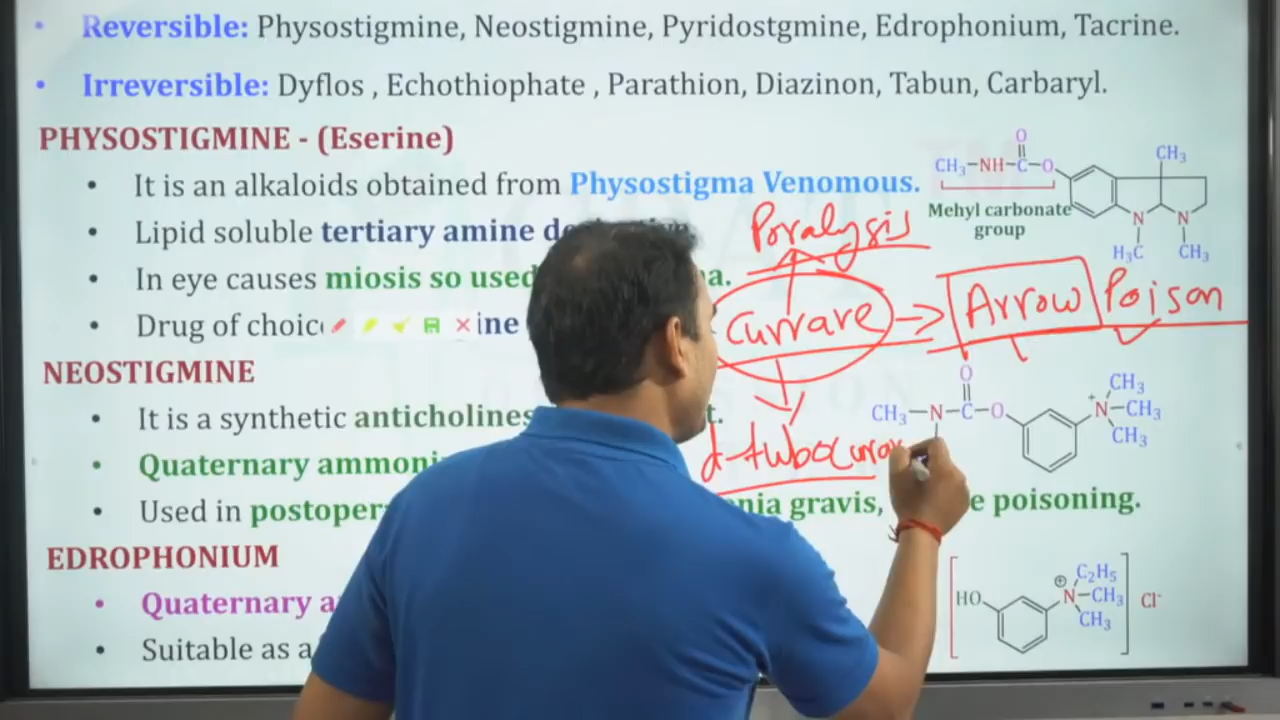 • Reversible: Physostigmine, Neostigmine, Pyridostgmine, Edrophonium, Tacrine.
• Irreversible: Dyflos , Echothiophate , Parathion, Diazinon, Tabun, Carbaryl.
PHYSOSTIGMINE - (Eserine)
• It is an alkaloids obtained from Physostigma Venomous.
• Lipid soluble tertiary amine
• In eye causes miosis so used
• Drug of choic
ine
CH₃-NH-C-O
O
CH₃
N N
H₃C CH₃
Mehyl carbonate
group
Poralysis
Currare → Arrow Poison
d-tubocurar
NEOSTIGMINE
• It is a synthetic anticholines
• Quaternary ammoni
• Used in postoper
nia gravis,
e poisoning.
O
CH₃-N-C-O
N⁺-CH₃
CH₃
CH₃
EDROPHONIUM
• Quaternary a
• Suitable as a
HO
⊕ C₂H₅
N-CH₃
CH₃
Cl⁻